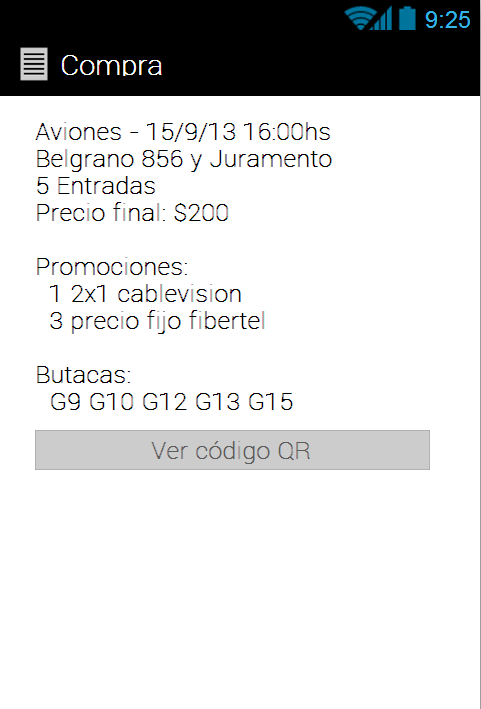 9:25
Compra
Aviones - 15/9/13 16:00hs
Belgrano 856 y Juramento
5 Entradas
Precio final: $200
Promociones:
1 2x1 cablevision
3 precio fijo fibertel
Butacas:
G9 G10 G12 G13 G15
Ver código QR